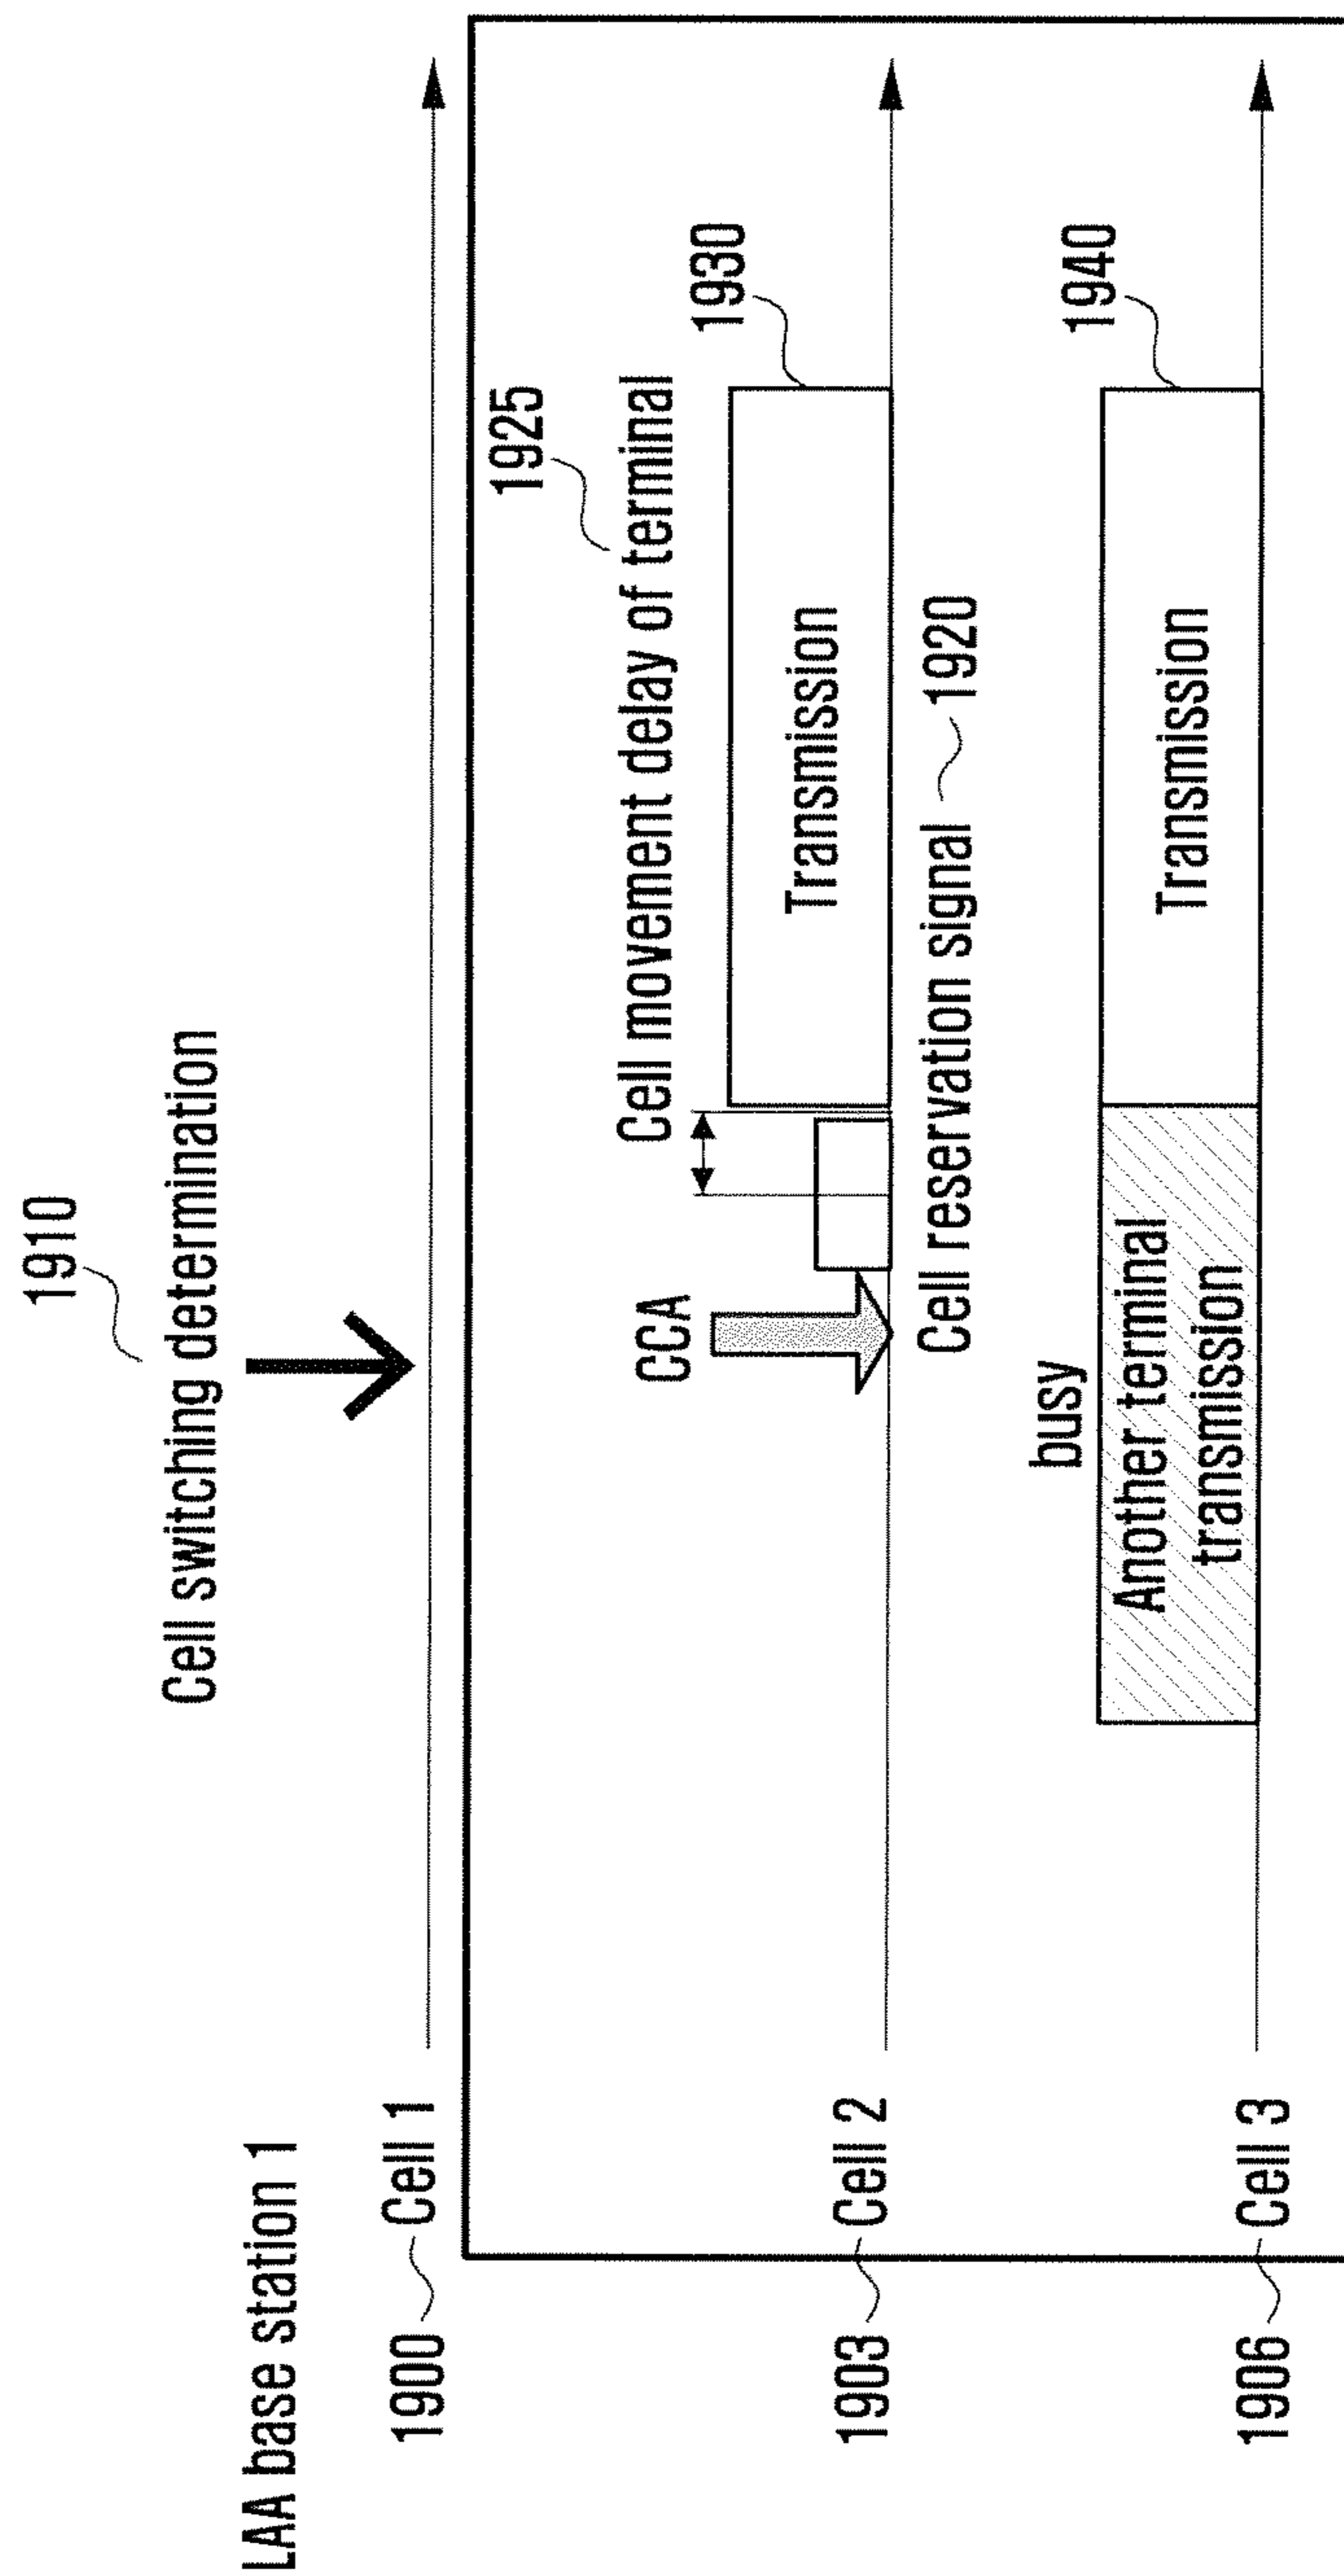 1910
Cell switching determination
LAA base station 1
1900 Cell 1
1925
Cell movement delay of terminal
CCA
1930
Transmission
1903 Cell 2
Cell reservation signal 1920
busy
1940
Another terminal
transmission
Transmission
1906 Cell 3